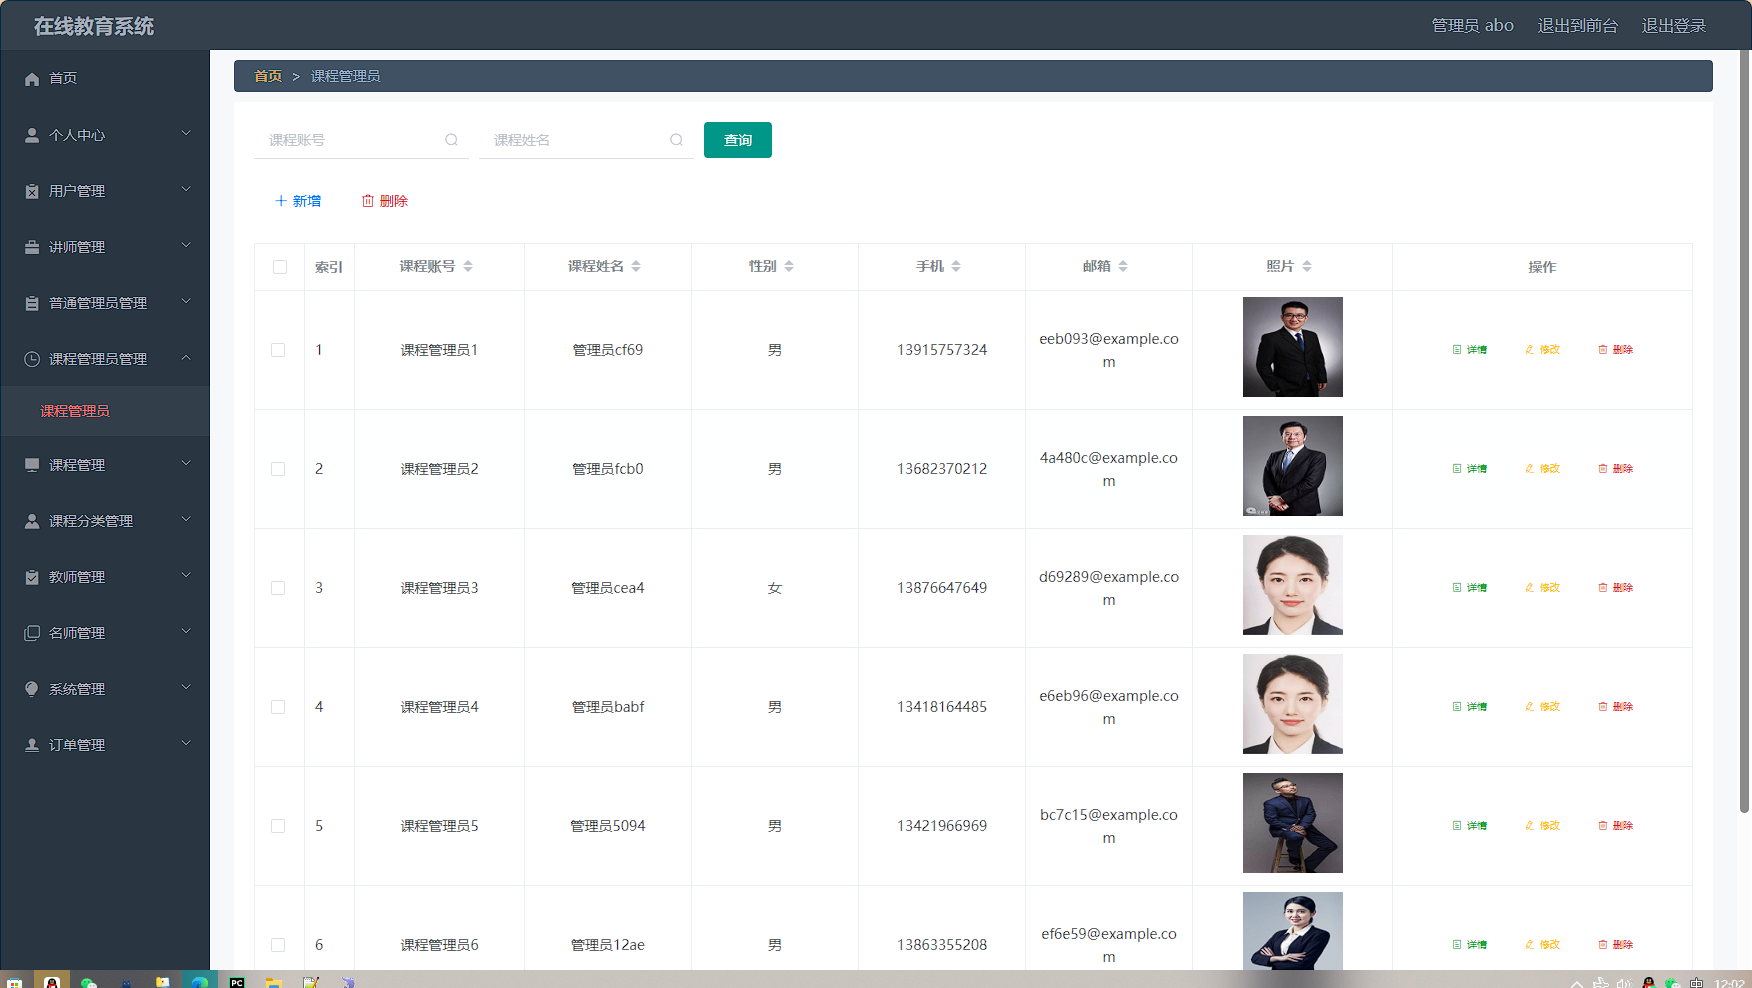 在线教育系统
管理员 abo 退出到前台 退出登录
首页
个人中心
用户管理
讲师管理
普通管理员管理
课程管理员管理
课程管理员
课程管理
课程分类管理
教师管理
名师管理
系统管理
订单管理
首页 > 课程管理员
课程账号 课程姓名 查询
新增 删除
索引 课程账号 课程姓名 性别 手机 邮箱 照片 操作
1 课程管理员1 管理员cf69 男 13915757324 eeb093@example.co
m
详情 修改 删除
2 课程管理员2 管理员fcb0 男 13682370212 4a480c@example.co
m
详情 修改 删除
3 课程管理员3 管理员cea4 女 13876647649 d69289@example.co
m
详情 修改 删除
4 课程管理员4 管理员babf 男 13418164485 e6eb96@example.co
m
详情 修改 删除
5 课程管理员5 管理员5094 男 13421966969 bc7c15@example.co
m
详情 修改 删除
6 课程管理员6 管理员12ae 男 13863355208 ef6e59@example.co
m
详情 修改 删除
PC
中 12:02